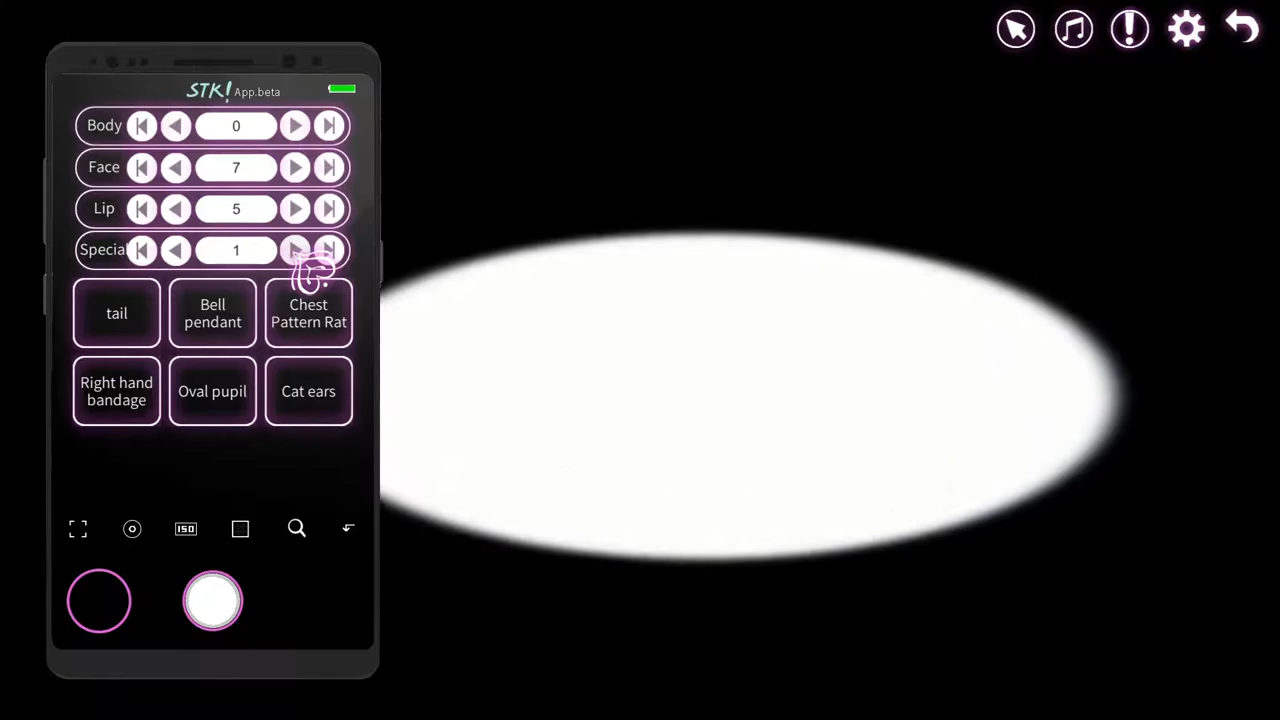 STK! App.beta
Body 0
Face 7
Lip 5
Special 1
tail
Bell
pendant
Chest
Pattern Rat
Right hand
bandage
Oval pupil
Cat ears
ISO